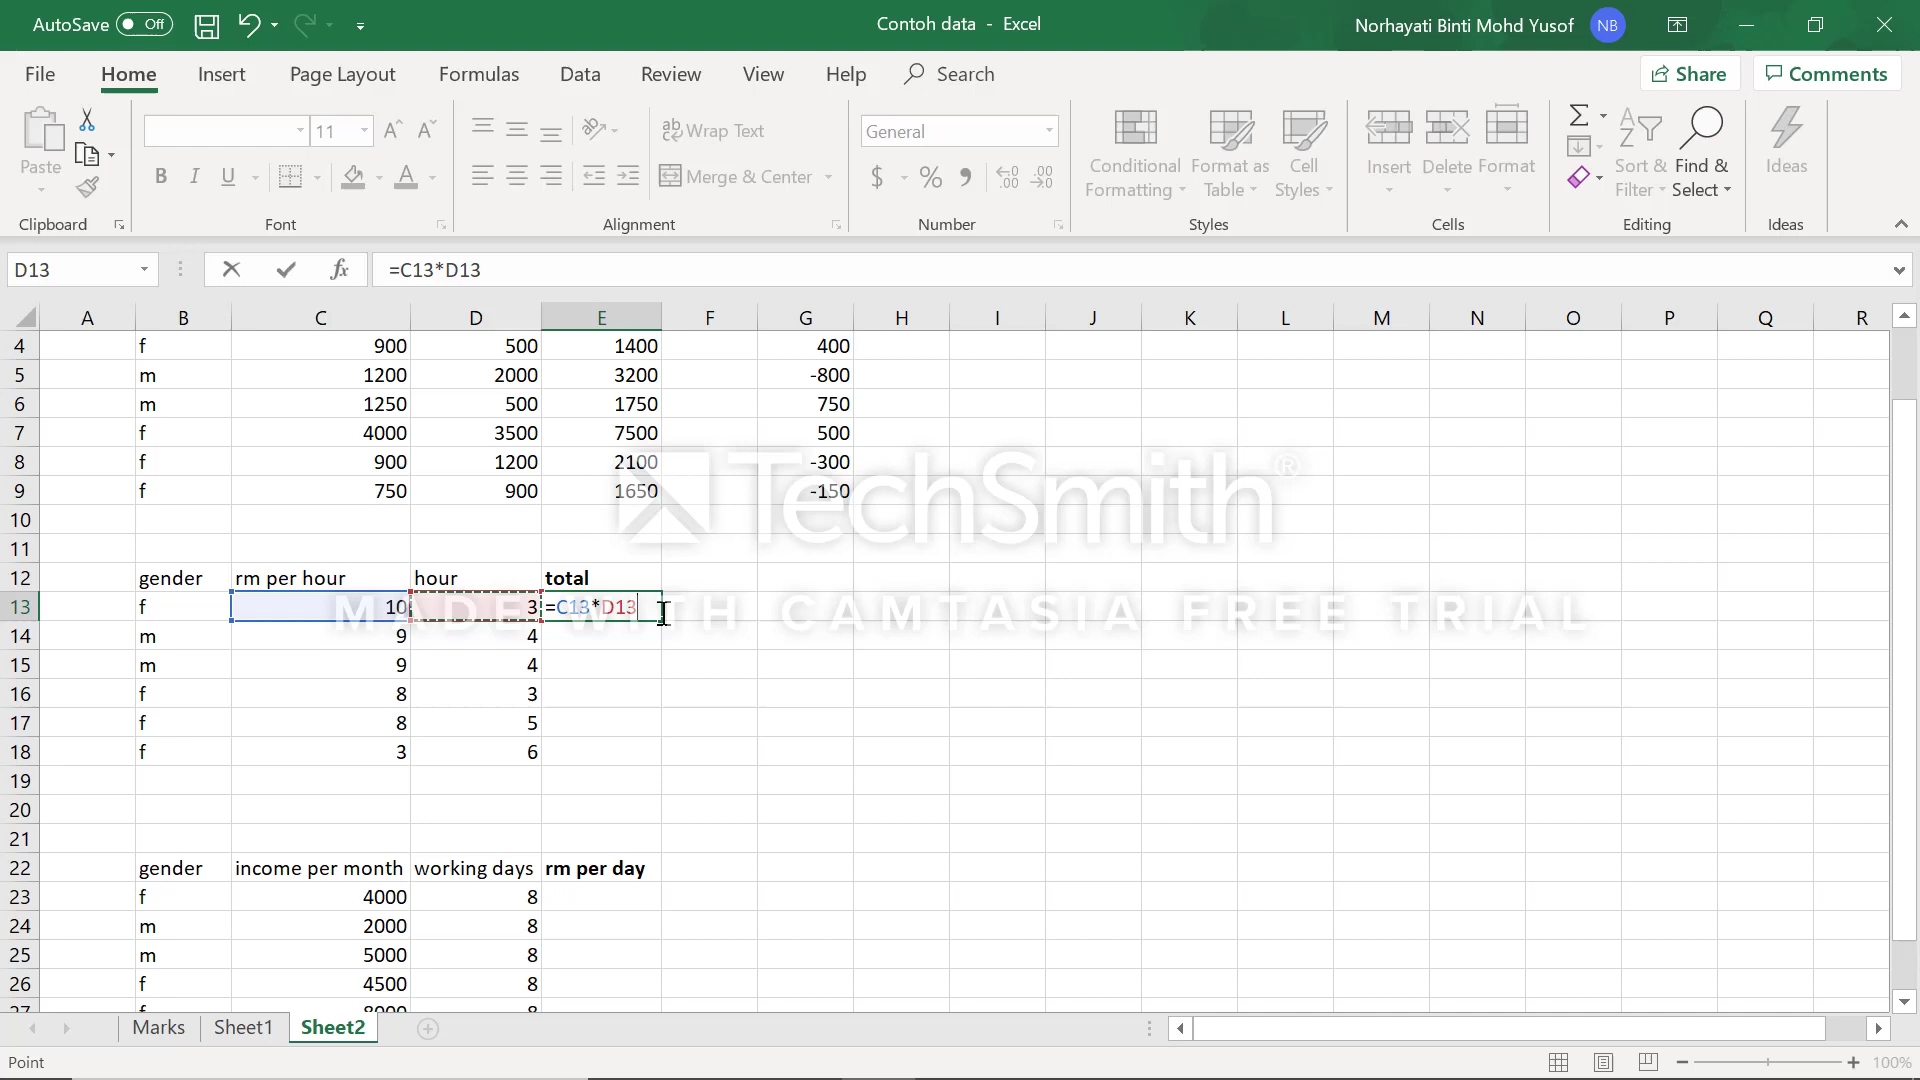 AutoSave Off
Contoh data - Excel
Norhayati Binti Mohd Yusof NB
File Home Insert Page Layout Formulas Data Review View Help Search Share Comments
Paste
Clipboard
11
B I U A
Font
ab Wrap Text
Merge & Center
Alignment
General
$ % 9 .00 .00
Number
Conditional Formatting
Format as Table
Cell Styles
Styles
Insert Delete Format
Cells
Sort & Filter
Find & Select
Editing
Ideas
Ideas
D13 fx =C13*D13
A B C D E F G H I J K L M N O P Q R
4 f 900 500 1400 400
5 m 1200 2000 3200 -800
6 m 1250 500 1750 750
7 f 4000 3500 7500 500
8 f 900 1200 2100 -300
9 f 750 900 1650 -150
TechSmith®
10
11
12 gender rm per hour hour total
13 f 10 3 =C13*D13
MADE WITH CAMTASIA FREE TRIAL
14 m 9 4
15 m 9 4
16 f 8 3
17 f 8 5
18 f 3 6
19
20
21
22 gender income per month working days rm per day
23 f 4000 8
24 m 2000 8
25 m 5000 8
26 f 4500 8
27 f 8000 8
Marks Sheet1 Sheet2
Point 100%